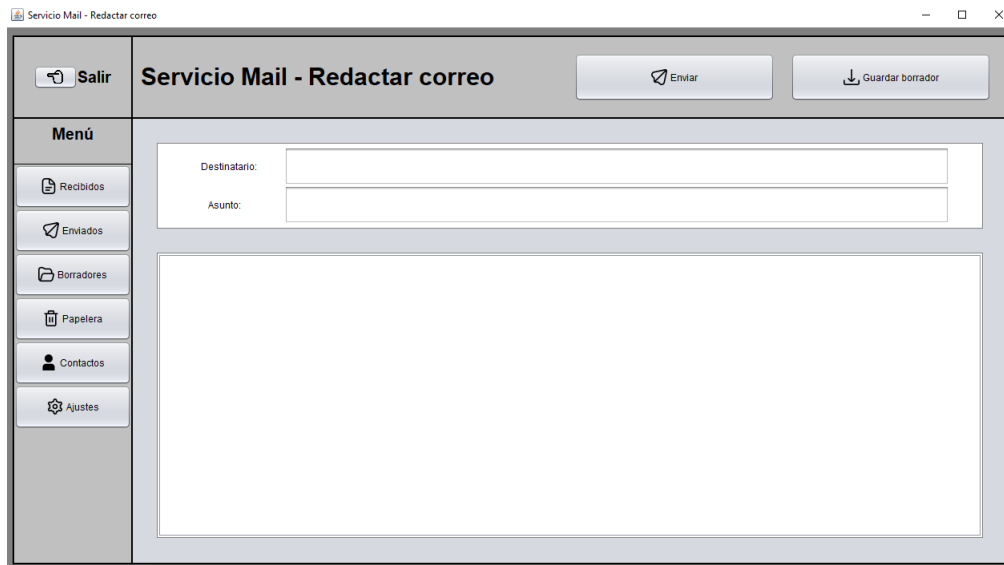 Servicio Mail - Redactar correo
Salir
Servicio Mail - Redactar correo
Enviar
Guardar borrador
Menú
Recibidos
Enviados
Borradores
Papelera
Contactos
Ajustes
Destinatario:
Asunto: